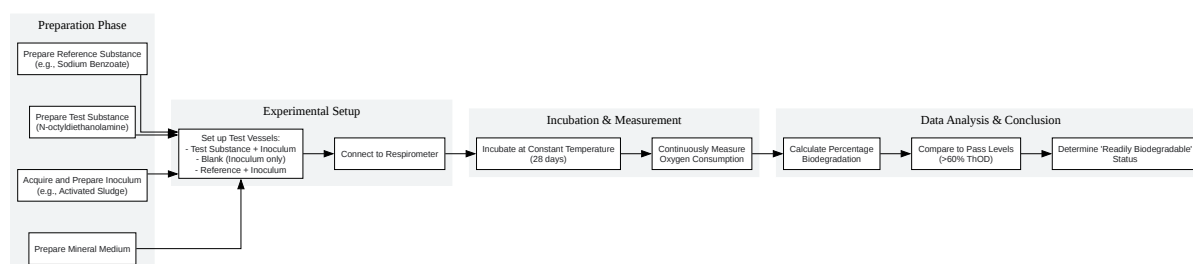 Preparation Phase
Prepare Reference Substance
(e.g., Sodium Benzoate)
Prepare Test Substance
(N-octyldiethanolamine)
Acquire and Prepare Inoculum
(e.g., Activated Sludge)
Prepare Mineral Medium
Experimental Setup
Set up Test Vessels:
- Test Substance + Inoculum
- Blank (Inoculum only)
- Reference + Inoculum
Connect to Respirometer
Incubation & Measurement
Incubate at Constant Temperature
(28 days)
Continuously Measure
Oxygen Consumption
Data Analysis & Conclusion
Calculate Percentage
Biodegradation
Compare to Pass Levels
(>60% ThOD)
Determine 'Readily Biodegradable'
Status